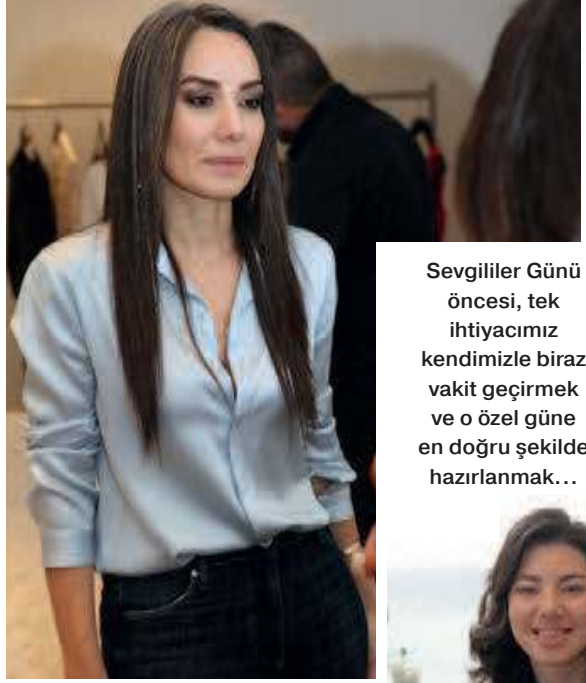 Sevgililer Günü
öncesi, tek
ihtiyacımız
kendimizle biraz
vakit geçirmek
ve o özel güne
en doğru şekilde
hazırlanmak...